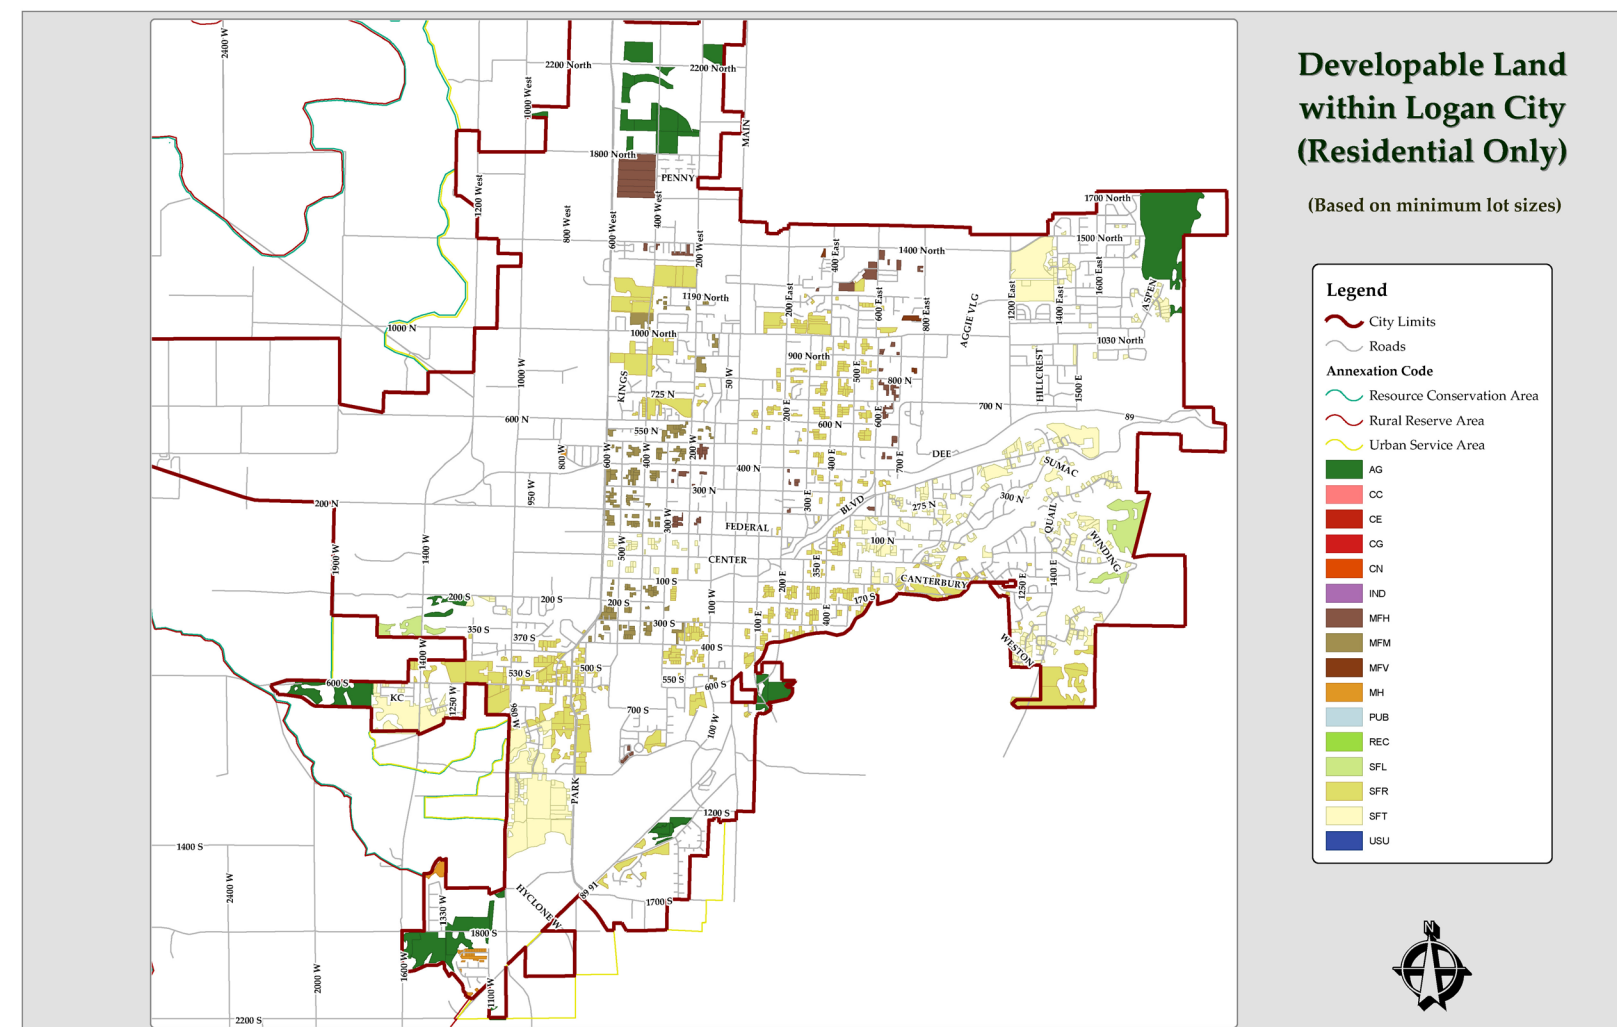 Developable Land
within Logan City
(Residential Only)
(Based on minimum lot sizes)
Legend
City Limits
Roads
Annexation Code
Resource Conservation Area
Rural Reserve Area
Urban Service Area
AG
CC
CE
CG
CN
IND
MFH
MFM
MFV
MH
PUB
REC
SFL
SFR
SFT
USU
N
2400 W
2200 North
2200 North
1000 West
MAIN
1800 North
PENNY
1200 West
800 West
600 West
400 West
200 West
1700 North
1500 North
1400 North
400 East
1600 East
ASPEN
1190 North
200 East
600 East
800 East
AGGIE VLG
1200 East
1400 East
1000 N
1000 North
1030 North
900 North
1000 W
KINGS
50 W
500 E
800 N
HILLCREST
1500 E
725 N
700 N
600 N
200 E
600 N
600 E
89
550 N
800 W
600 W
400 W
200 W
400 N
400 E
700 E
DEE
SUMAC
950 W
300 N
300 E
BLVD
275 N
300 N
QUAIL
200 N
300 W
FEDERAL
100 N
WINDING
1900 W
1400 W
500 W
CENTER
350 E
100 S
200 E
CANTERBURY
1250 E
1400 E
200 S
200 S
200 S
100 W
170 S
350 S
370 S
300 S
100 E
400 E
1400 W
400 S
WESTON
530 S
500 S
600 S
KC
1250 W
550 S
600 S
980 W
700 S
100 W
PARK
1200 S
1400 S
2400 W
HYCLONE W
89 91
1330 W
1700 S
1800 S
1600 W
2000 W
1100 W
2200 S